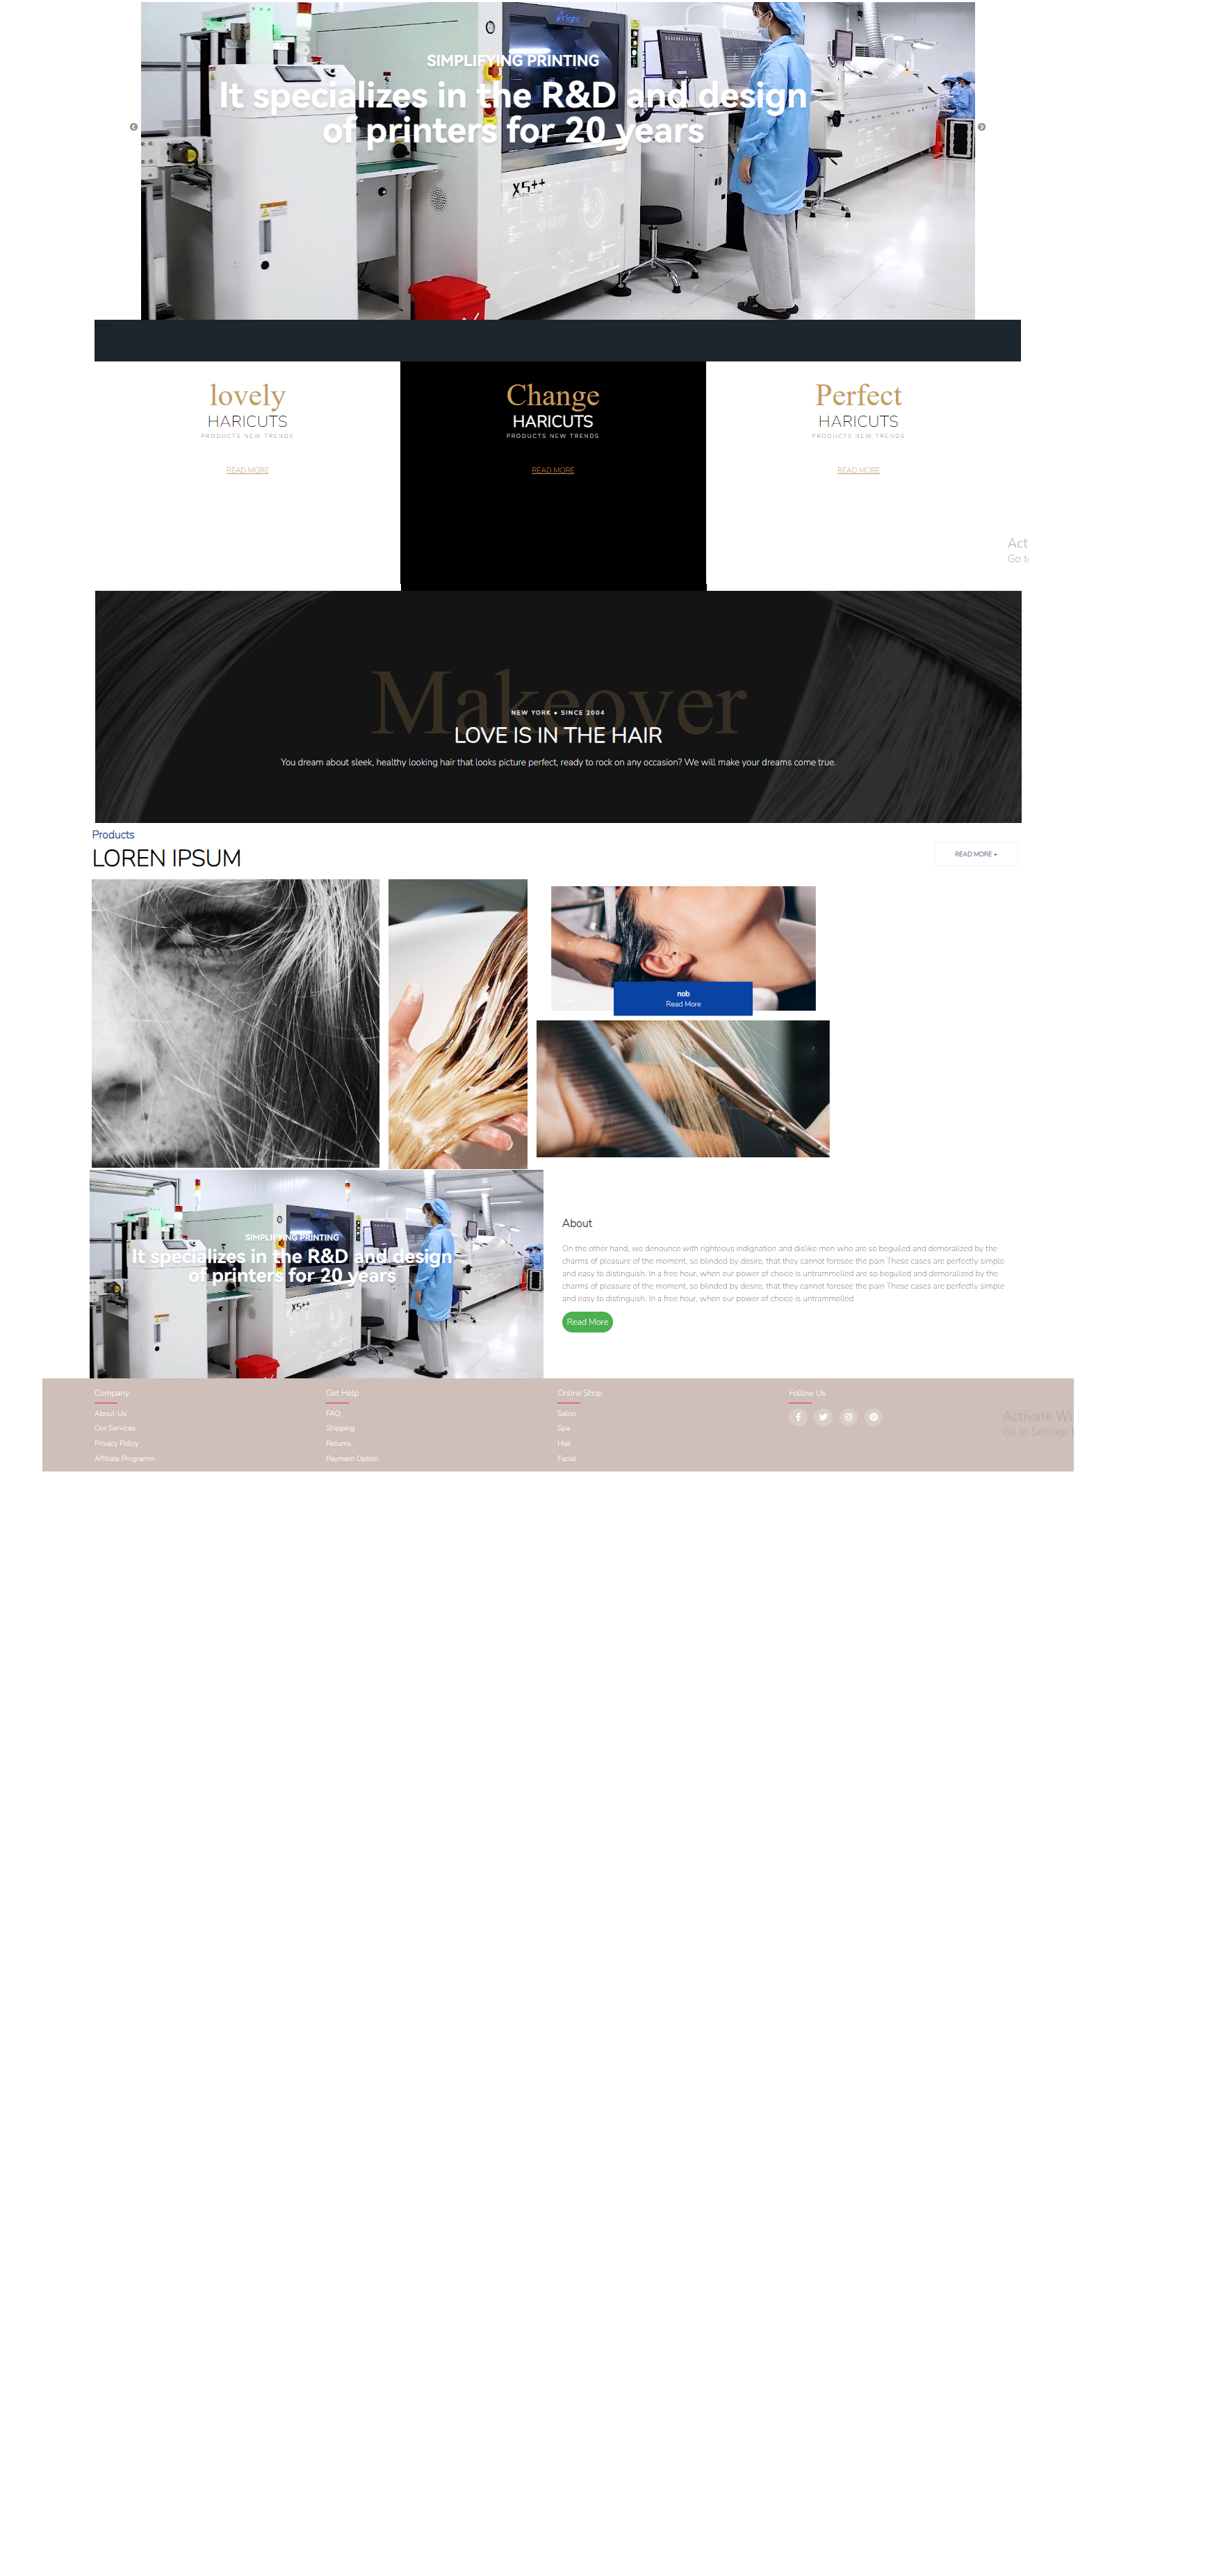 right
SIMPLIFYING PRINTING
It specializes in the R&D and design
of printers for 20 years
X5++
lovely
HARICUTS
PRODUCTS NEW TRENDS
READ MORE
Change
HARICUTS
PRODUCTS NEW TRENDS
READ MORE
Perfect
HARICUTS
PRODUCTS NEW TRENDS
READ MORE
Act
Go to
Makeover
NEW YORK • SINCE 2004
LOVE IS IN THE HAIR
You dream about sleek, healthy looking hair that looks picture perfect, ready to rock on any occasion? We will make your dreams come true.
Products
LOREN IPSUM
READ MORE +
nob
Read More
SIMPLIFYING PRINTING
It specializes in the R&D and design
of printers for 20 years
X5++
About
On the other hand, we denounce with righteous indignation and dislike men who are so beguiled and demoralized by the
charms of pleasure of the moment, so blinded by desire, that they cannot foresee the pain These cases are perfectly simple
and easy to distinguish. In a free hour, when our power of choice is untrammelled are so beguiled and demoralized by the
charms of pleasure of the moment, so blinded by desire, that they cannot foresee the pain These cases are perfectly simple
and easy to distinguish. In a free hour, when our power of choice is untrammelled
Read More
Company
About-Us
Our Services
Privacy Policy
Affiliate Programm
Get Help
FAQ
Shipping
Returns
Payment Option
Online Shop
Salon
Spa
Hair
Facial
Follow Us
Activate Wi
Go to Settings t